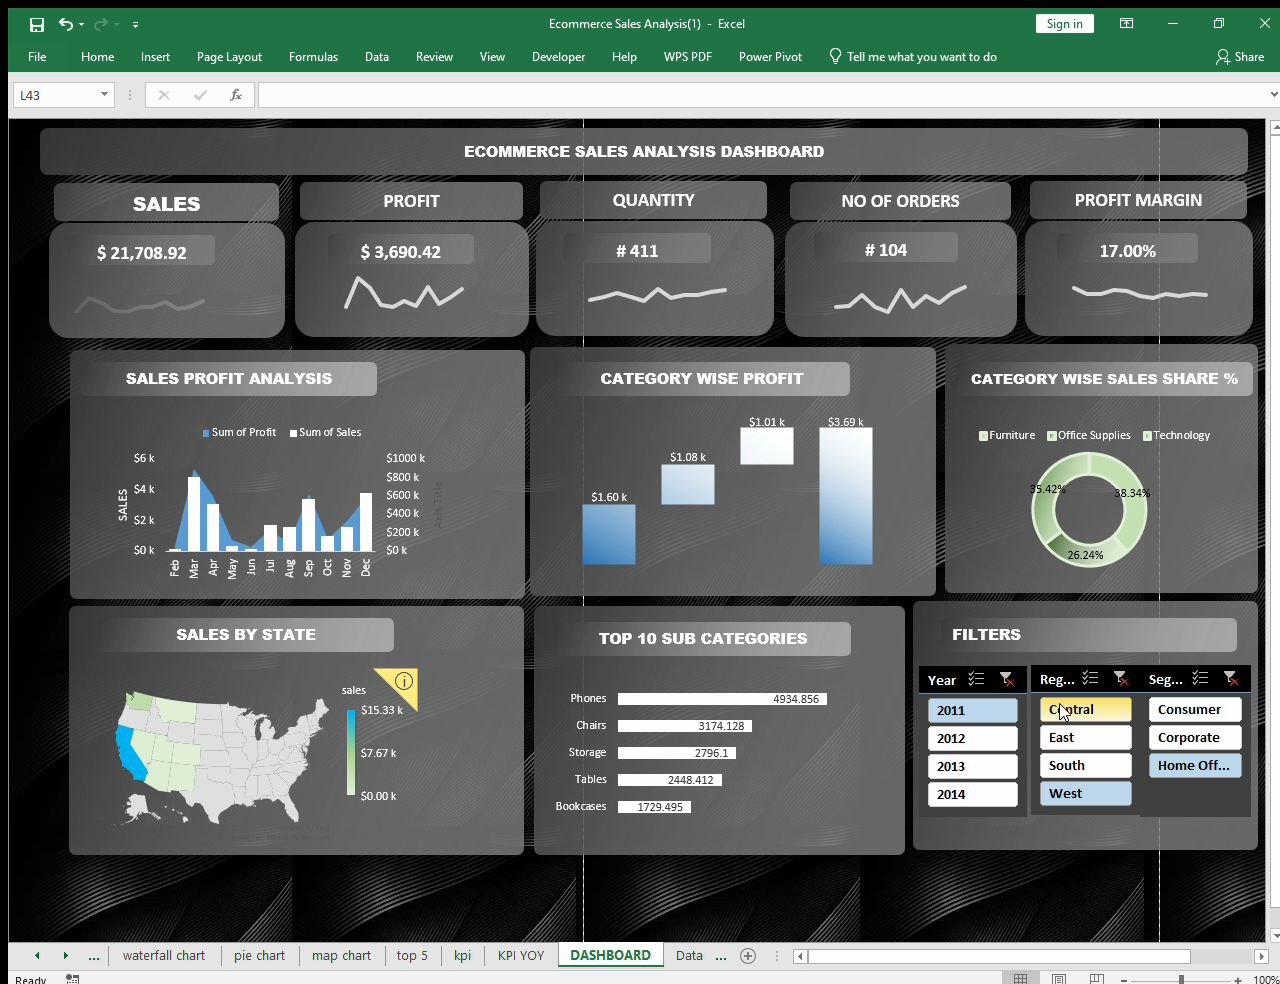 Ecommerce Sales Analysis(1) - Excel
Sign in
File Home Insert Page Layout Formulas Data Review View Developer Help WPS PDF Power Pivot Tell me what you want to do Share
L43 fx
ECOMMERCE SALES ANALYSIS DASHBOARD
SALES PROFIT QUANTITY NO OF ORDERS PROFIT MARGIN
$ 21,708.92 $ 3,690.42 # 411 # 104 17.00%
SALES PROFIT ANALYSIS
Sum of Profit Sum of Sales
$6 k
$4 k
$2 k
$0 k
SALES
$1000 k
$800 k
$600 k
$400 k
$200 k
$0 k
Axis Title
Feb Mar Apr May Jun Jul Aug Sep Oct Nov Dec
CATEGORY WISE PROFIT
$1.60 k
$1.08 k
$1.01 k
$3.69 k
CATEGORY WISE SALES SHARE %
Furniture Office Supplies Technology
35.42%
38.34%
26.24%
SALES BY STATE
sales
$15.33 k
$7.67 k
$0.00 k
TOP 10 SUB CATEGORIES
Phones 4934.856
Chairs 3174.128
Storage 2796.1
Tables 2448.412
Bookcases 1729.495
FILTERS
Year
2011
2012
2013
2014
Reg...
Central
East
South
West
Seg...
Consumer
Corporate
Home Off...
... waterfall chart pie chart map chart top 5 kpi KPI YOY DASHBOARD Data ...
Ready 100%